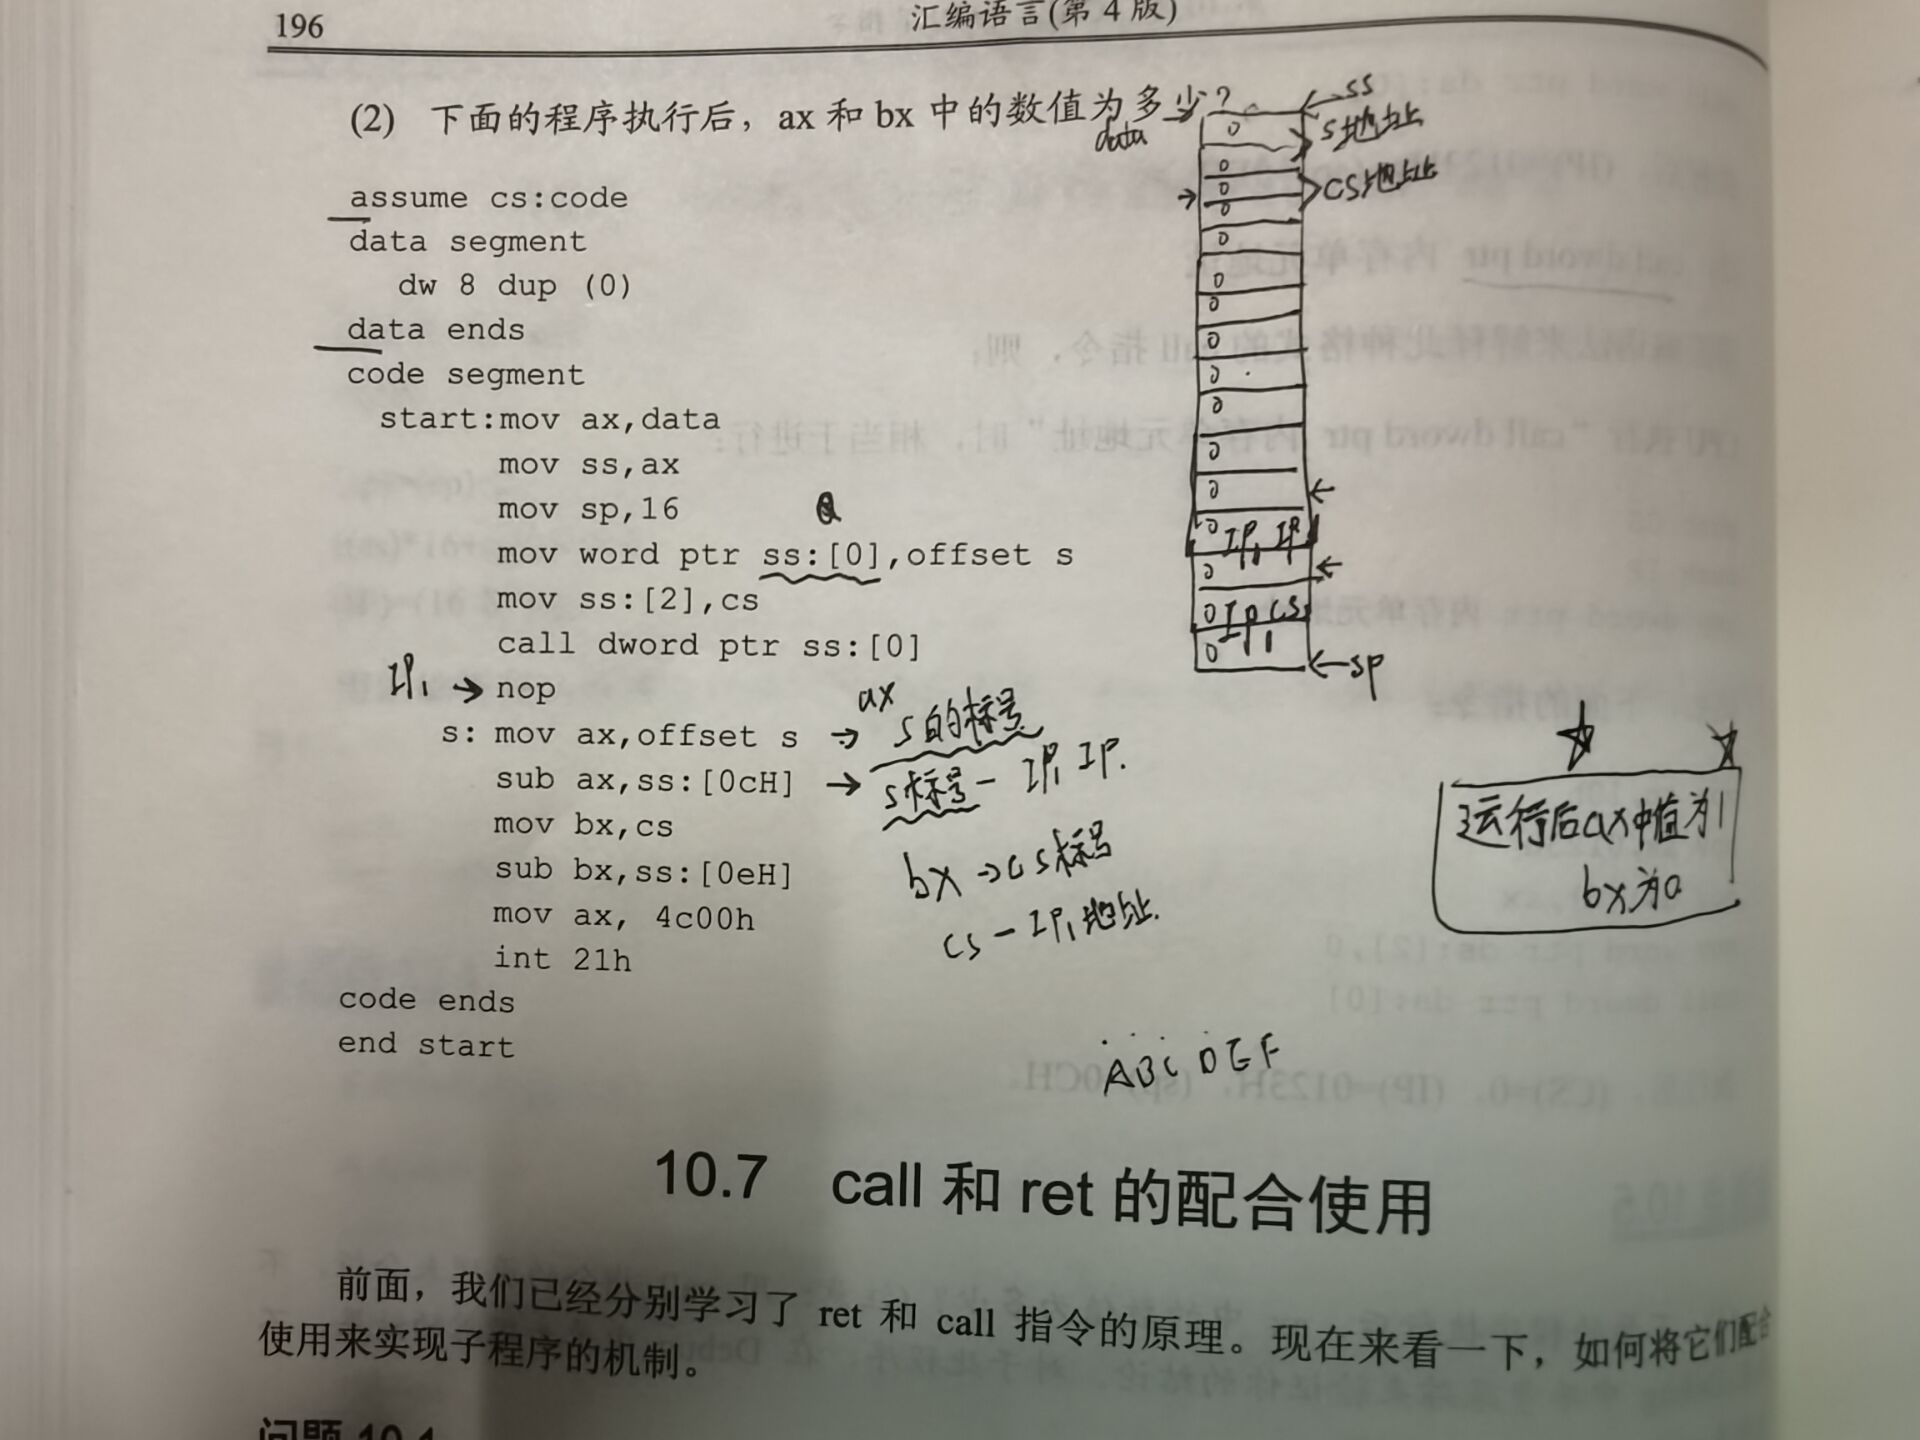 196
汇编语言(第4版)
(2) 下面的程序执行后，ax 和 bx 中的数值为多少？
data
ss
s地址
cs地址
assume cs:code
data segment
dw 8 dup (0)
data ends
code segment
start:mov ax,data
mov ss,ax
mov sp,16
mov word ptr ss:[0],offset s
mov ss:[2],cs
call dword ptr ss:[0]
IP₁ → nop
s: mov ax,offset s → ax s的标号
sub ax,ss:[0cH] → s标号 - IP₁ IP.
mov bx,cs
sub bx,ss:[0eH]
mov ax, 4c00h
int 21h
code ends
end start
bx → cs标号
cs - IP₁地址.
0
0
0
0
0
0
0
0
0
0
0
0
0 IP₁ IP
0
0 IP CS
0 IP₁
sp
运行后ax中值为1
bx为0
ABCDEF
10.7 call 和 ret 的配合使用
前面，我们已经分别学习了 ret 和 call 指令的原理。现在来看一下，如何将它们配合
使用来实现子程序的机制。
问题 10.1